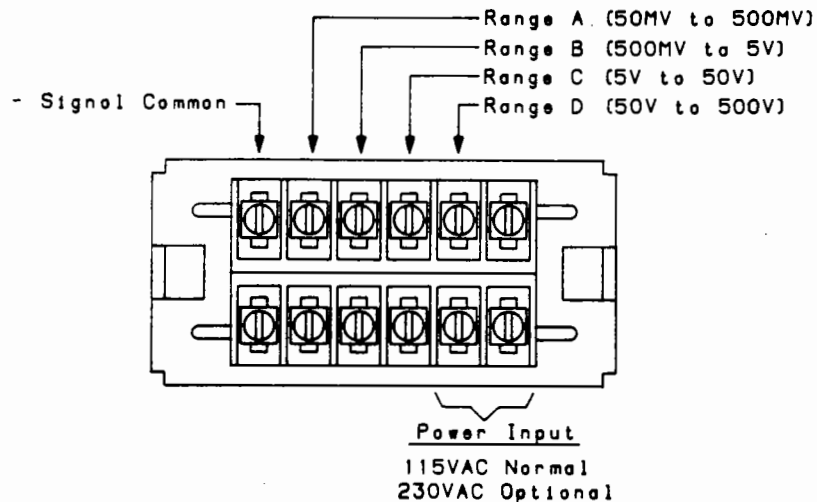 Range A (50MV to 500MV)
Range B (500MV to 5V)
Range C (5V to 50V)
- Signal Common
Range D (50V to 500V)
Power Input
115VAC Normal
230VAC Optional